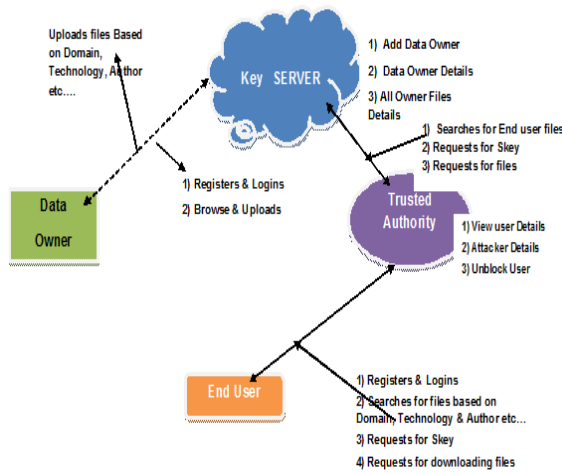 Uploads files Based
on Domain,
Technology, Author
etc....
Key SERVER
1) Add Data Owner
2) Data Owner Details
3) All Owner Files
Details
1) Searches for End user files
2) Requests for Skey
3) Requests for files
1) Registers & Logins
2) Browse & Uploads
Data
Owner
Trusted
Authority
1) View user Details
2) Attacker Details
3) Unblock User
End User
1) Registers & Logins
2) Searches for files based on
Domain, Technology & Author etc...
3) Requests for Skey
4) Requests for downloading files